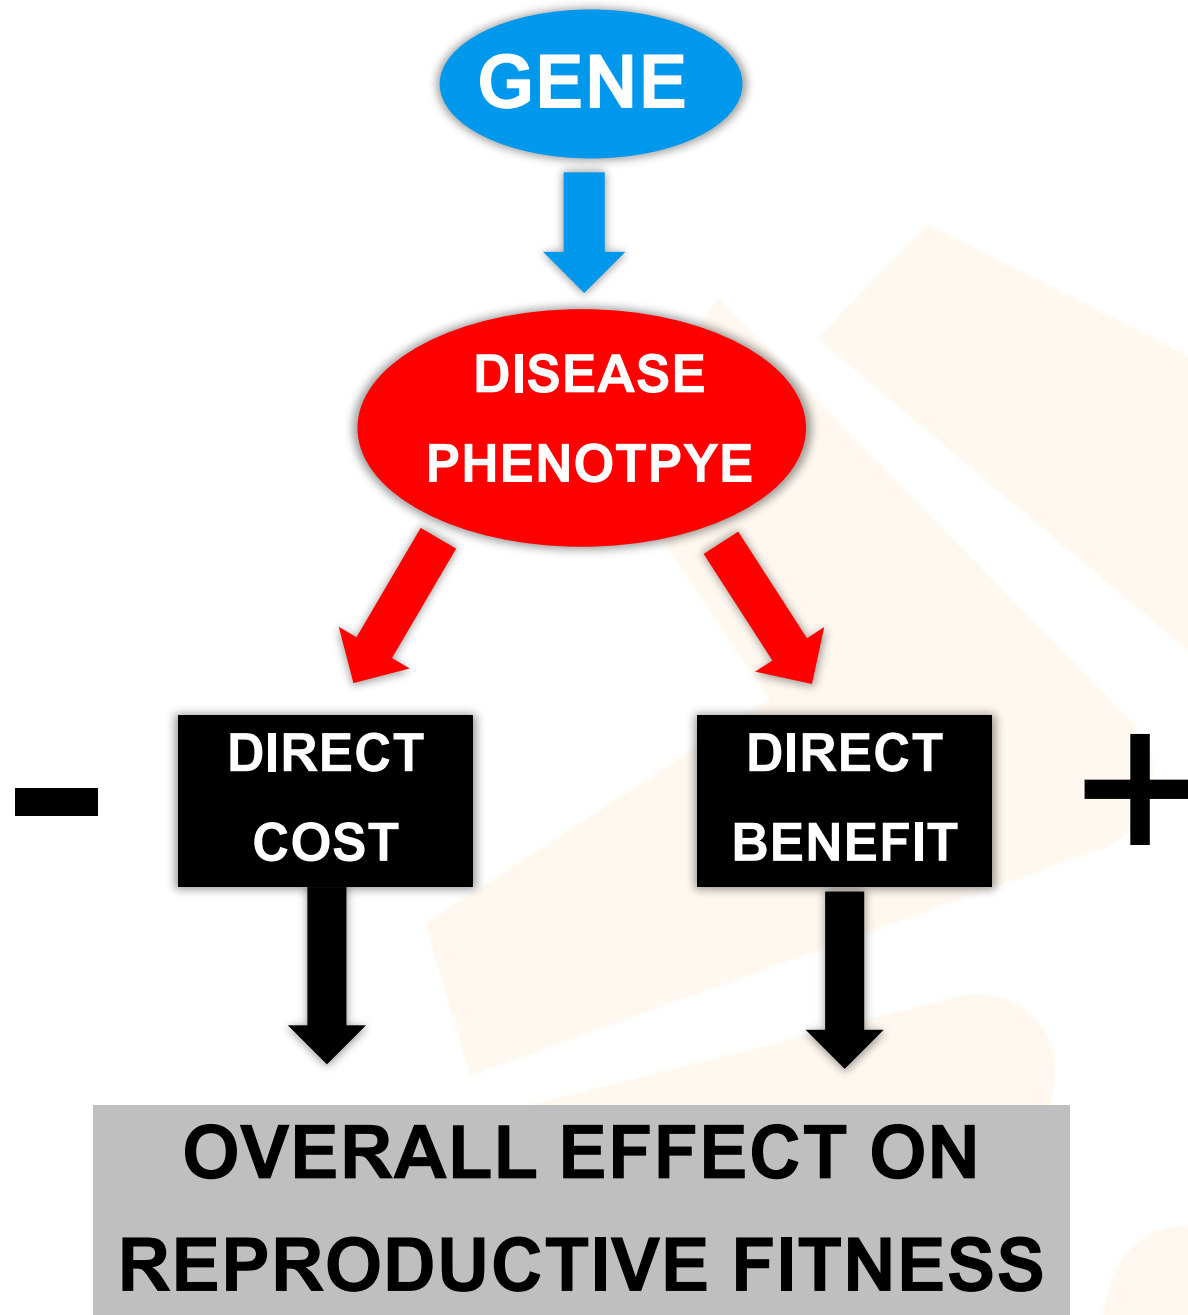 GENE
DISEASE
PHENOTPYE
DIRECT
COST
DIRECT
BENEFIT
-
+
OVERALL EFFECT ON
REPRODUCTIVE FITNESS